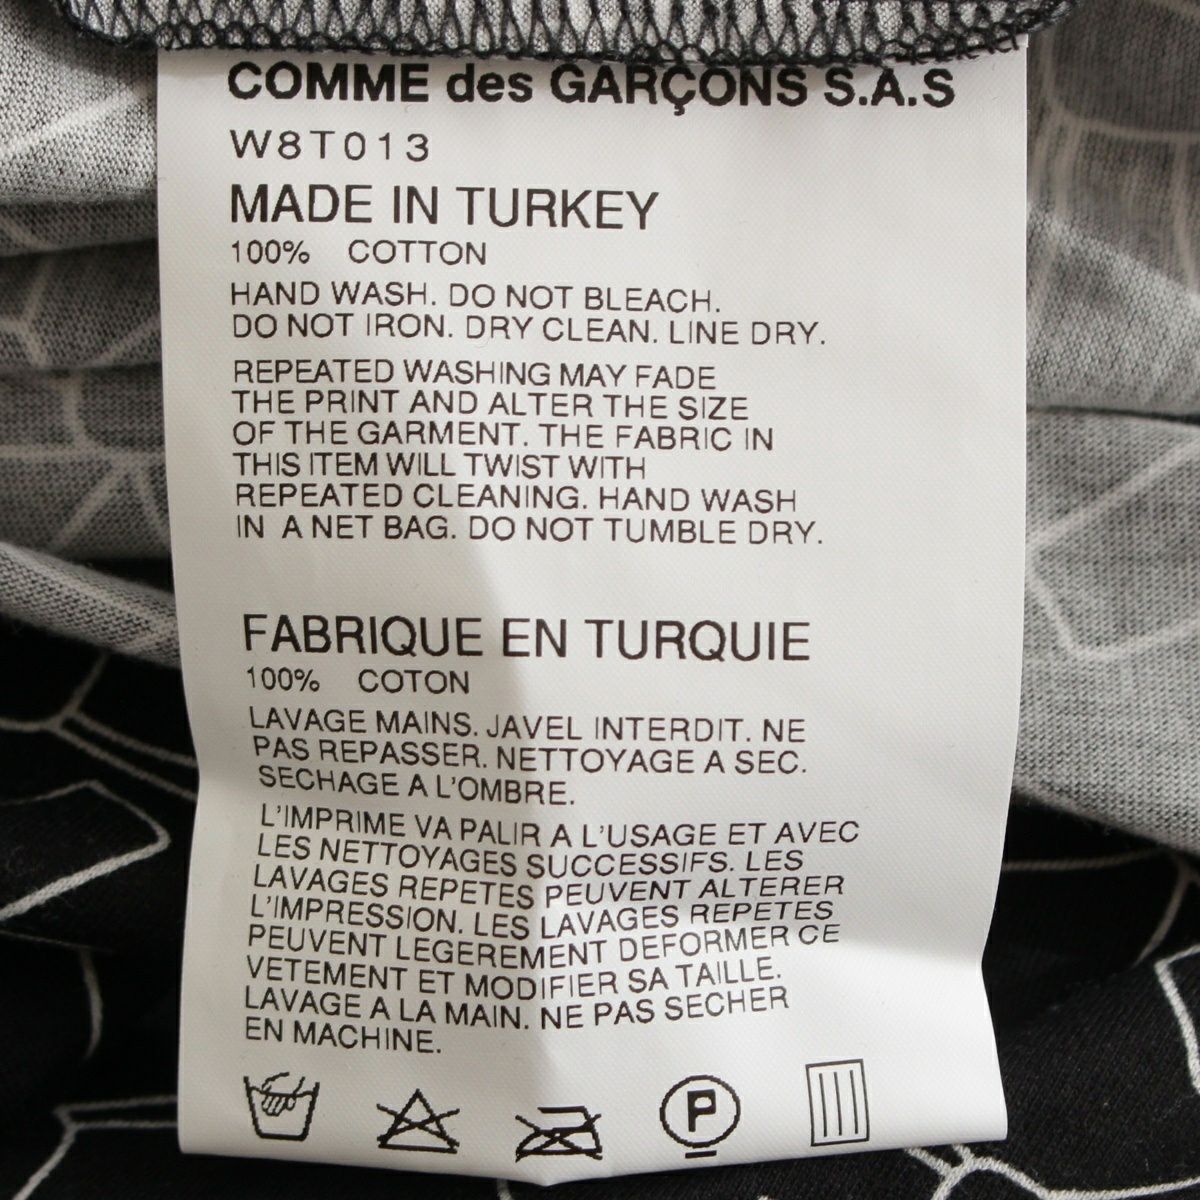 COMME des GARÇONS S.A.S
W8T013
MADE IN TURKEY
100% COTTON
HAND WASH. DO NOT BLEACH.
DO NOT IRON. DRY CLEAN. LINE DRY.
REPEATED WASHING MAY FADE
THE PRINT AND ALTER THE SIZE
OF THE GARMENT. THE FABRIC IN
THIS ITEM WILL TWIST WITH
REPEATED CLEANING. HAND WASH
IN A NET BAG. DO NOT TUMBLE DRY.
FABRIQUE EN TURQUIE
100% COTON
LAVAGE MAINS. JAVEL INTERDIT. NE
PAS REPASSER. NETTOYAGE A SEC.
SECHAGE A L'OMBRE.
L'IMPRIME VA PALIR A L'USAGE ET AVEC
LES NETTOYAGES SUCCESSIFS. LES
LAVAGES REPETES PEUVENT ALTERER
L'IMPRESSION. LES LAVAGES REPETES
PEUVENT LEGEREMENT DEFORMER CE
VETEMENT ET MODIFIER SA TAILLE.
LAVAGE A LA MAIN. NE PAS SECHER
EN MACHINE.
P